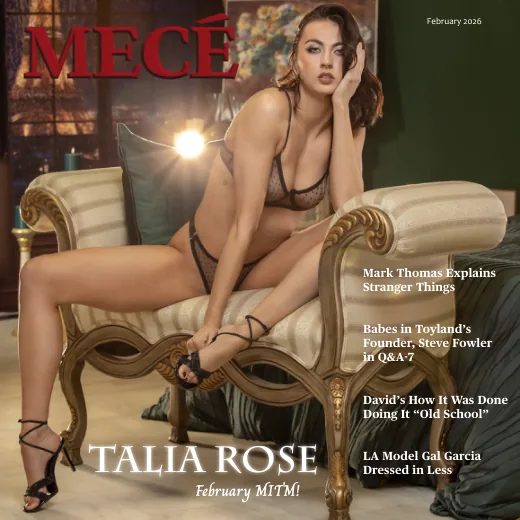 MECÉ
February 2026
Mark Thomas Explains
Stranger Things
Babes in Toyland's
Founder, Steve Fowler
in Q&A-7
David's How It Was Done
Doing It “Old School”
LA Model Gal Garcia
Dressed in Less
TALIA ROSE
February MITM!